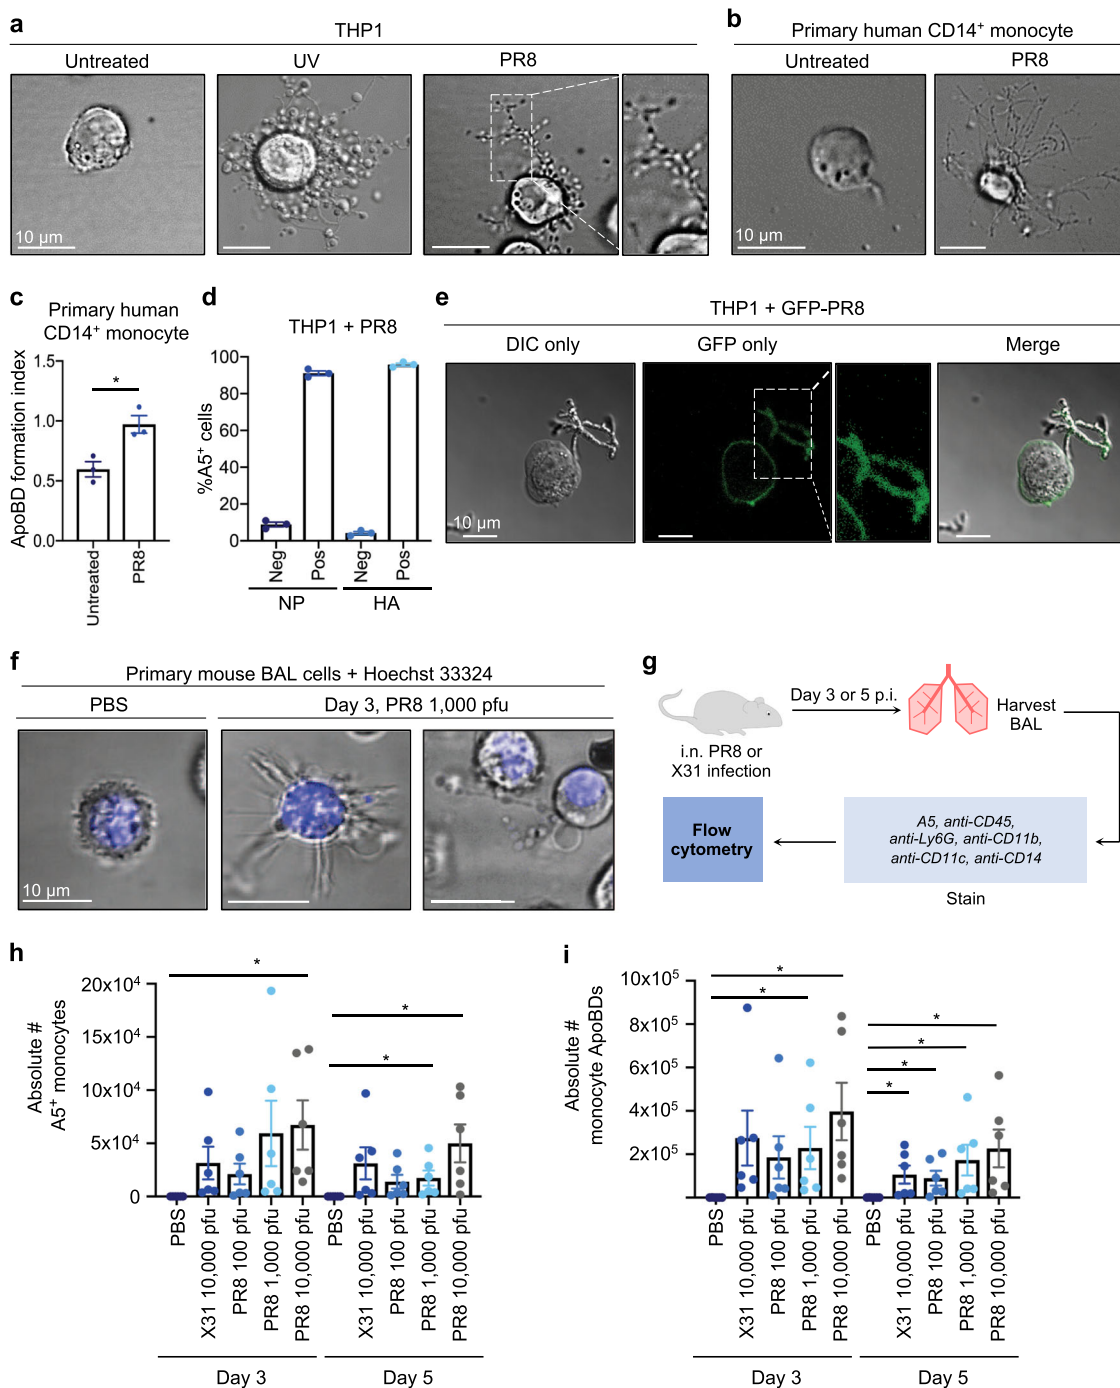 a
THP1
Untreated
UV
PR8
10 µm
b
Primary human CD14⁺ monocyte
Untreated
PR8
10 µm
c
Primary human
CD14⁺ monocyte
ApoBD formation index
1.5
1.0
0.5
0.0
*
Untreated
PR8
d
THP1 + PR8
%A5⁺ cells
100
80
60
40
20
0
Neg
Pos
Neg
Pos
NP
HA
e
THP1 + GFP-PR8
DIC only
GFP only
Merge
10 µm
f
Primary mouse BAL cells + Hoechst 33324
PBS
Day 3, PR8 1,000 pfu
10 µm
g
Day 3 or 5 p.i.
Harvest
BAL
i.n. PR8 or
X31 infection
Flow
cytometry
A5, anti-CD45,
anti-Ly6G, anti-CD11b,
anti-CD11c, anti-CD14
Stain
h
Absolute #
A5⁺ monocytes
20x10⁴
15x10⁴
10x10⁴
5x10⁴
0
*
*
*
PBS
X31 10,000 pfu
PR8 100 pfu
PR8 1,000 pfu
PR8 10,000 pfu
PBS
X31 10,000 pfu
PR8 100 pfu
PR8 1,000 pfu
PR8 10,000 pfu
Day 3
Day 5
i
Absolute #
monocyte ApoBDs
10x10⁵
8x10⁵
6x10⁵
4x10⁵
2x10⁵
*
*
*
*
*
*
PBS
X31 10,000 pfu
PR8 100 pfu
PR8 1,000 pfu
PR8 10,000 pfu
PBS
X31 10,000 pfu
PR8 100 pfu
PR8 1,000 pfu
PR8 10,000 pfu
Day 3
Day 5